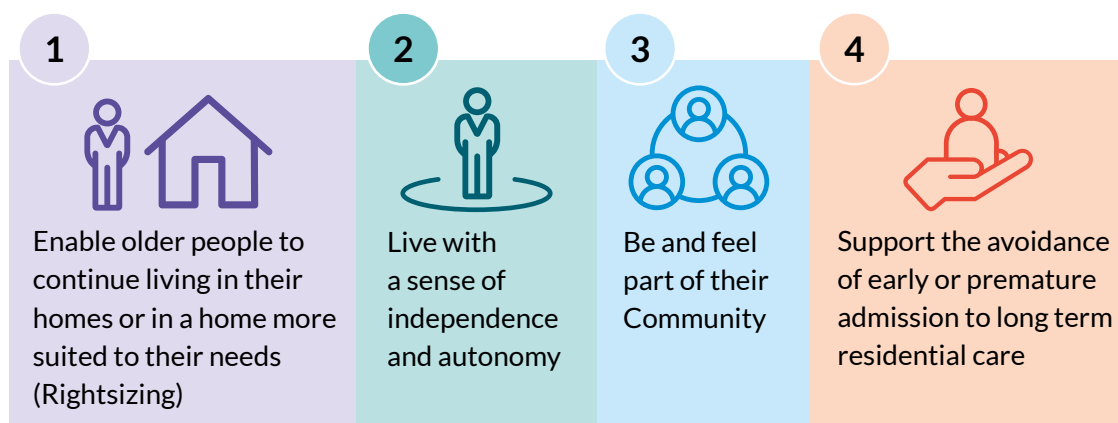 1
Enable older people to
continue living in their
homes or in a home more
suited to their needs
(Rightsizing)
2
Live with
a sense of
independence
and autonomy
3
Be and feel
part of their
Community
4
Support the avoidance
of early or premature
admission to long term
residential care